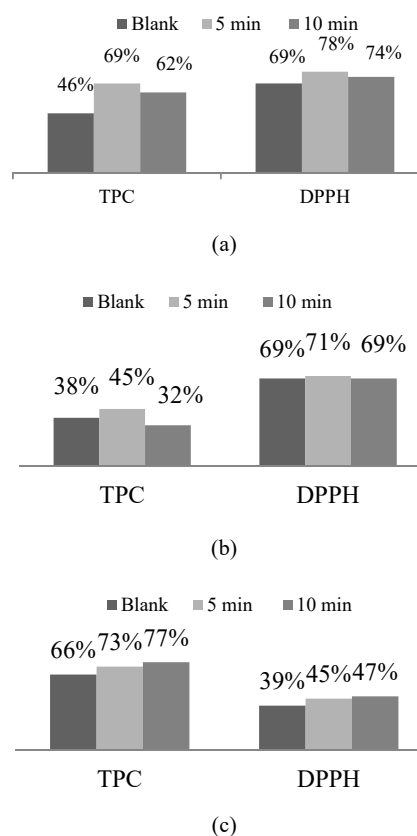 Blank 5 min 10 min
46% 69% 62% 69% 78% 74%
TPC DPPH
(a)
Blank 5 min 10 min
38% 45% 32% 69% 71% 69%
TPC DPPH
(b)
Blank 5 min 10 min
66% 73% 77% 39% 45% 47%
TPC DPPH
(c)